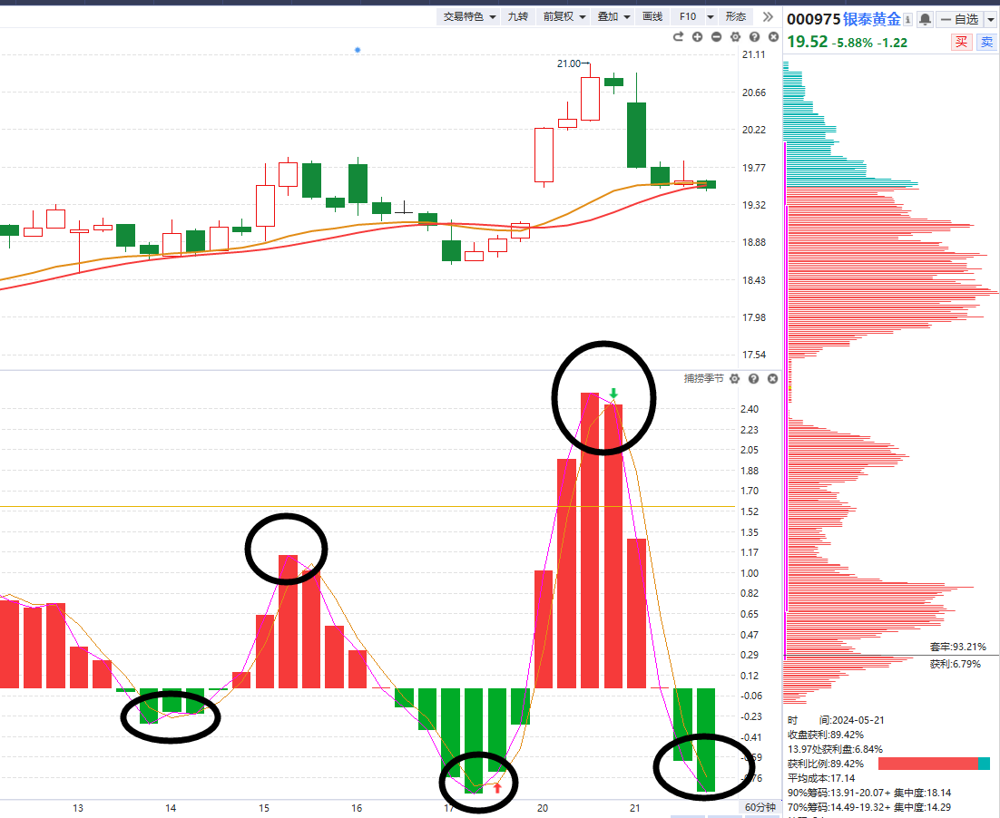 交易特色 九转 前复权 叠加 画线 F10 形态
000975 银泰黄金 i 自选
19.52 -5.88% -1.22 买 卖
21.11
21.00
20.66
20.22
19.77
19.32
18.88
18.43
17.98
17.54
捕捞季节
2.40
2.23
2.05
1.88
1.70
1.52
1.35
1.17
1.00
0.82
0.65
0.47
0.29
0.12
-0.06
-0.23
-0.41
套牢:93.21%
获利:6.79%
时 间:2024-05-21
收盘获利:89.42%
13.97处获利盘:6.84%
获利比例:89.42%
平均成本:17.14
90%筹码:13.91-20.07+ 集中度:18.14
70%筹码:14.49-19.32+ 集中度:14.29
13 14 15 16 17 20 21 60分钟